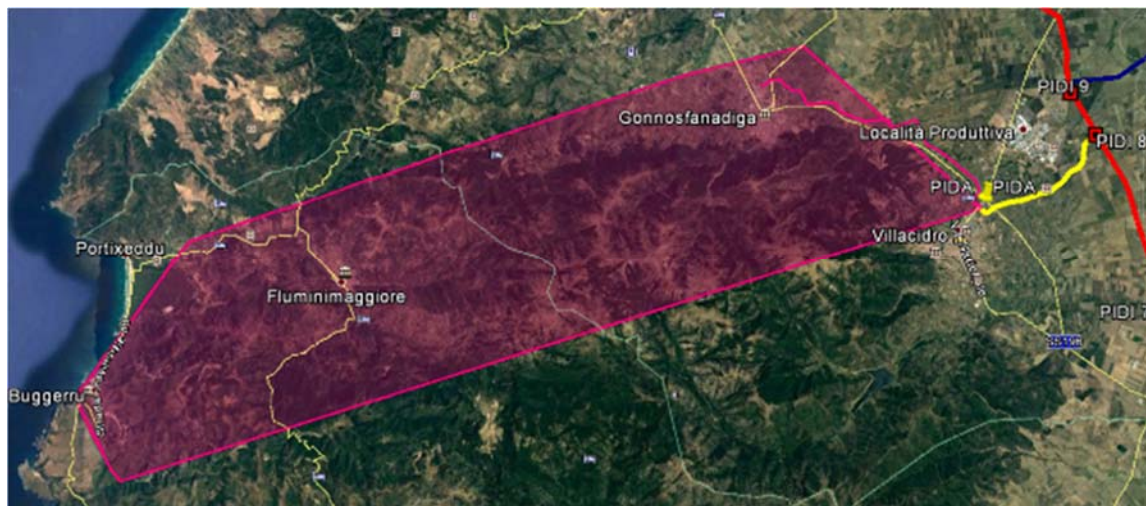 PIDI 9
Gonnosfanadiga
Località Produttiva
PIDI 8
PIDA
PIDA
Villacidro
Portixeddu
Fluminimaggiore
PIDI 7
Buggerru